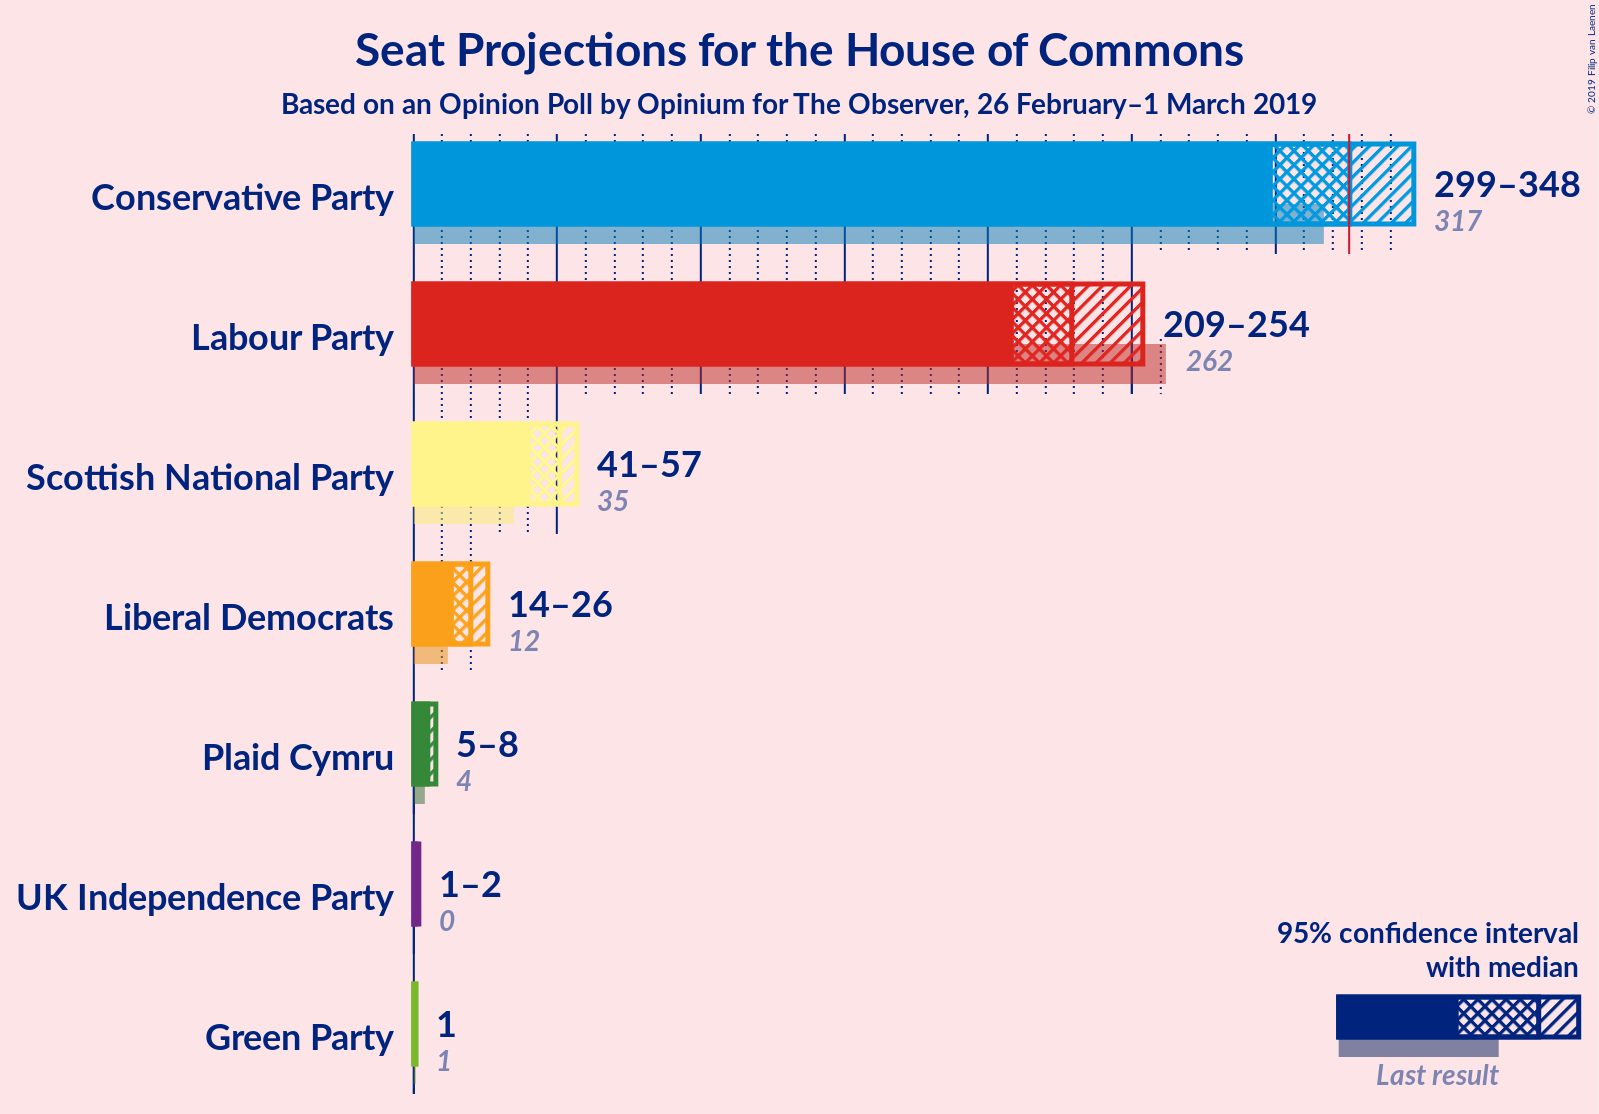 Seat Projections for the House of Commons
Based on an Opinion Poll by Opinium for The Observer, 26 February–1 March 2019
© 2019 Filip van Laenen
Conservative Party
299–348
317
Labour Party
209–254
262
Scottish National Party
41–57
35
Liberal Democrats
14–26
12
Plaid Cymru
5–8
4
UK Independence Party
1–2
0
Green Party
1
1
95% confidence interval
with median
Last result